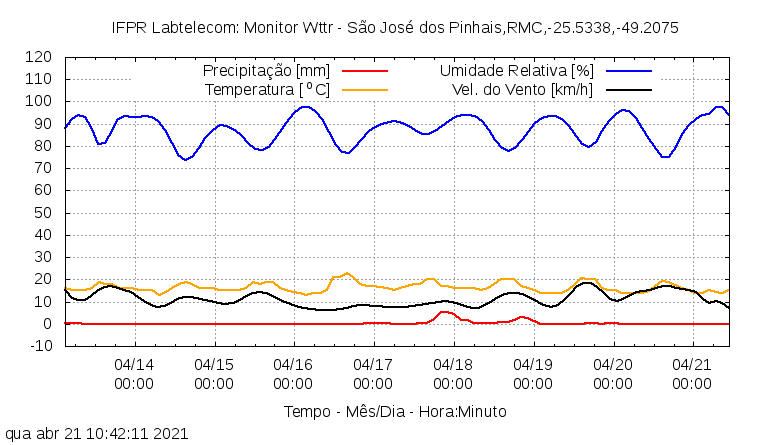 IFPR Labtelecom: Monitor Wttr - São José dos Pinhais,RMC,-25.5338,-49.2075
120
110
100
90
80
70
60
50
40
30
20
10
0
-10
Precipitação [mm]
Temperatura [⁰C]
Umidade Relativa [%]
Vel. do Vento [km/h]
04/14 04/15 04/16 04/17 04/18 04/19 04/20 04/21
00:00 00:00 00:00 00:00 00:00 00:00 00:00 00:00
Tempo - Mês/Dia - Hora:Minuto
qua abr 21 10:42:11 2021